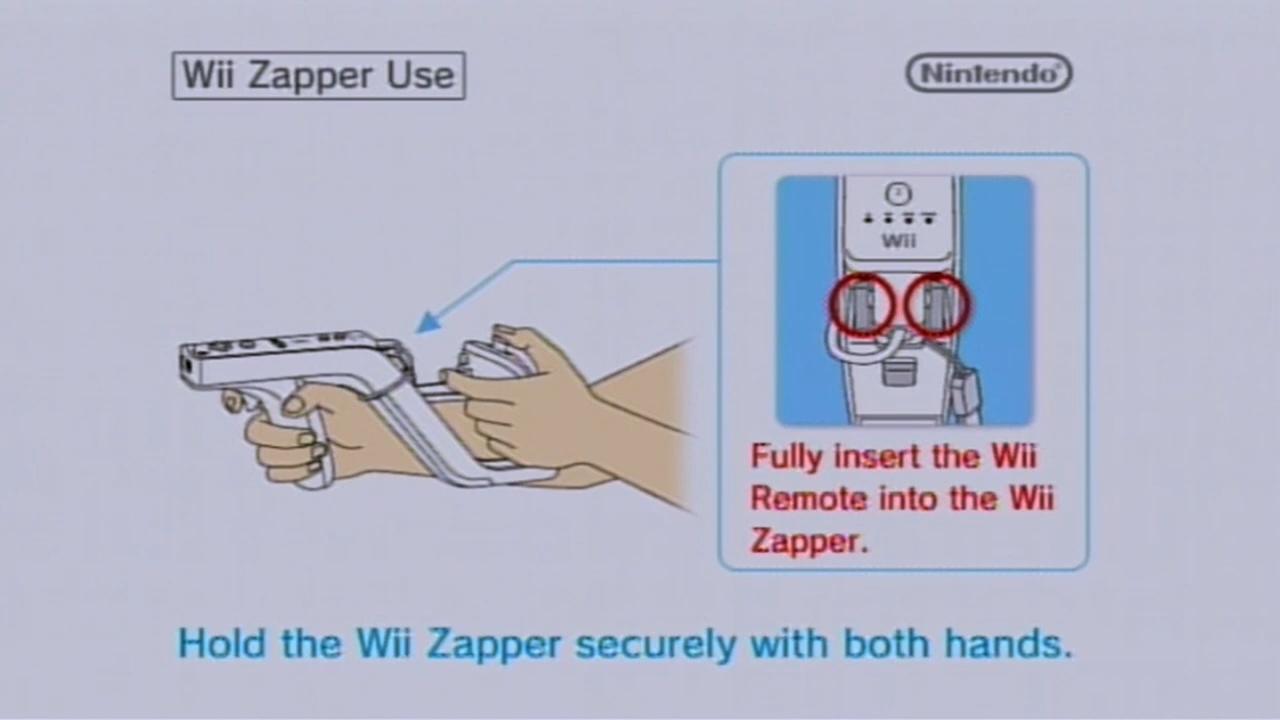 Wii Zapper Use
Nintendo®
Wii
Fully insert the Wii
Remote into the Wii
Zapper.
Hold the Wii Zapper securely with both hands.